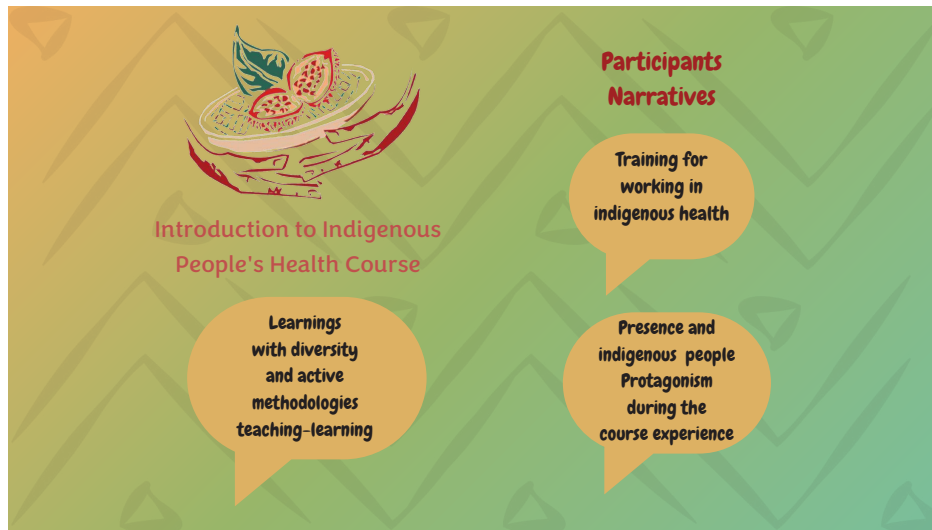 Introduction to Indigenous
People's Health Course
Learnings
with diversity
and active
methodologies
teaching-learning
Participants
Narratives
Training for
working in
indigenous health
Presence and
indigenous people
Protagonism
during the
course experience